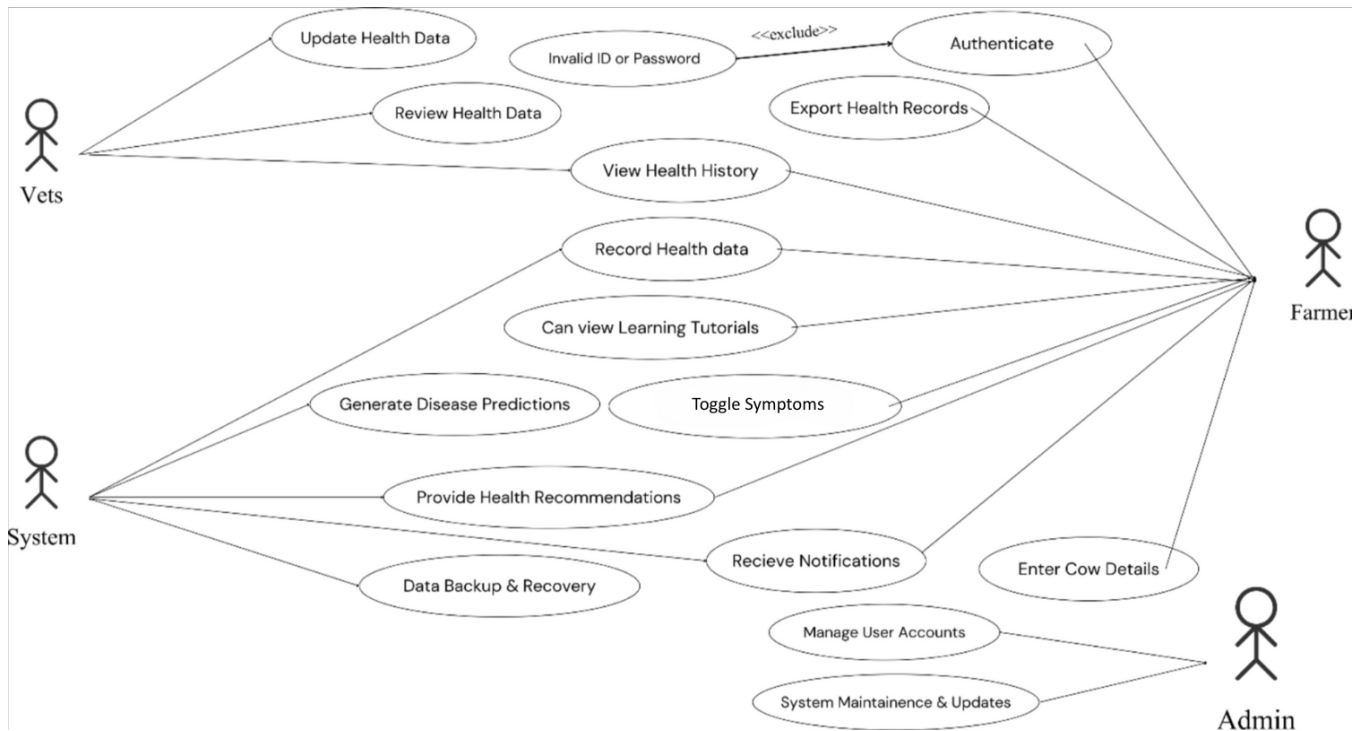 Update Health Data
<<exclude>>
Invalid ID or Password
Authenticate
Review Health Data
Export Health Records
Vets
View Health History
Record Health data
Farmer
Can view Learning Tutorials
Generate Disease Predictions
Toggle Symptoms
Provide Health Recommendations
System
Recieve Notifications
Enter Cow Details
Data Backup & Recovery
Manage User Accounts
System Maintainence & Updates
Admin